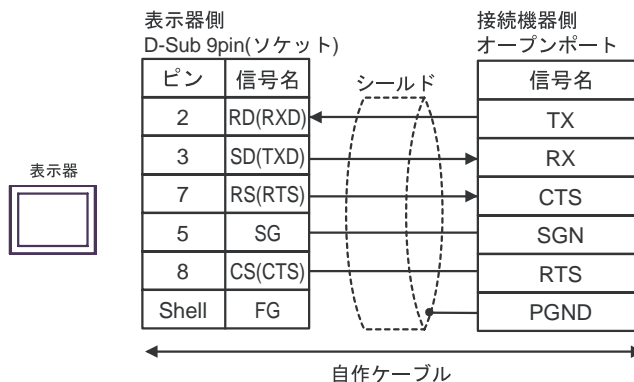 表示器側
D-Sub 9pin(ソケット)
接続機器側
オープンポート
ピン 信号名 シールド 信号名
2 RD(RXD) TX
3 SD(TXD) RX
表示器
7 RS(RTS) CTS
5 SG SGN
8 CS(CTS) RTS
Shell FG PGND
自作ケーブル